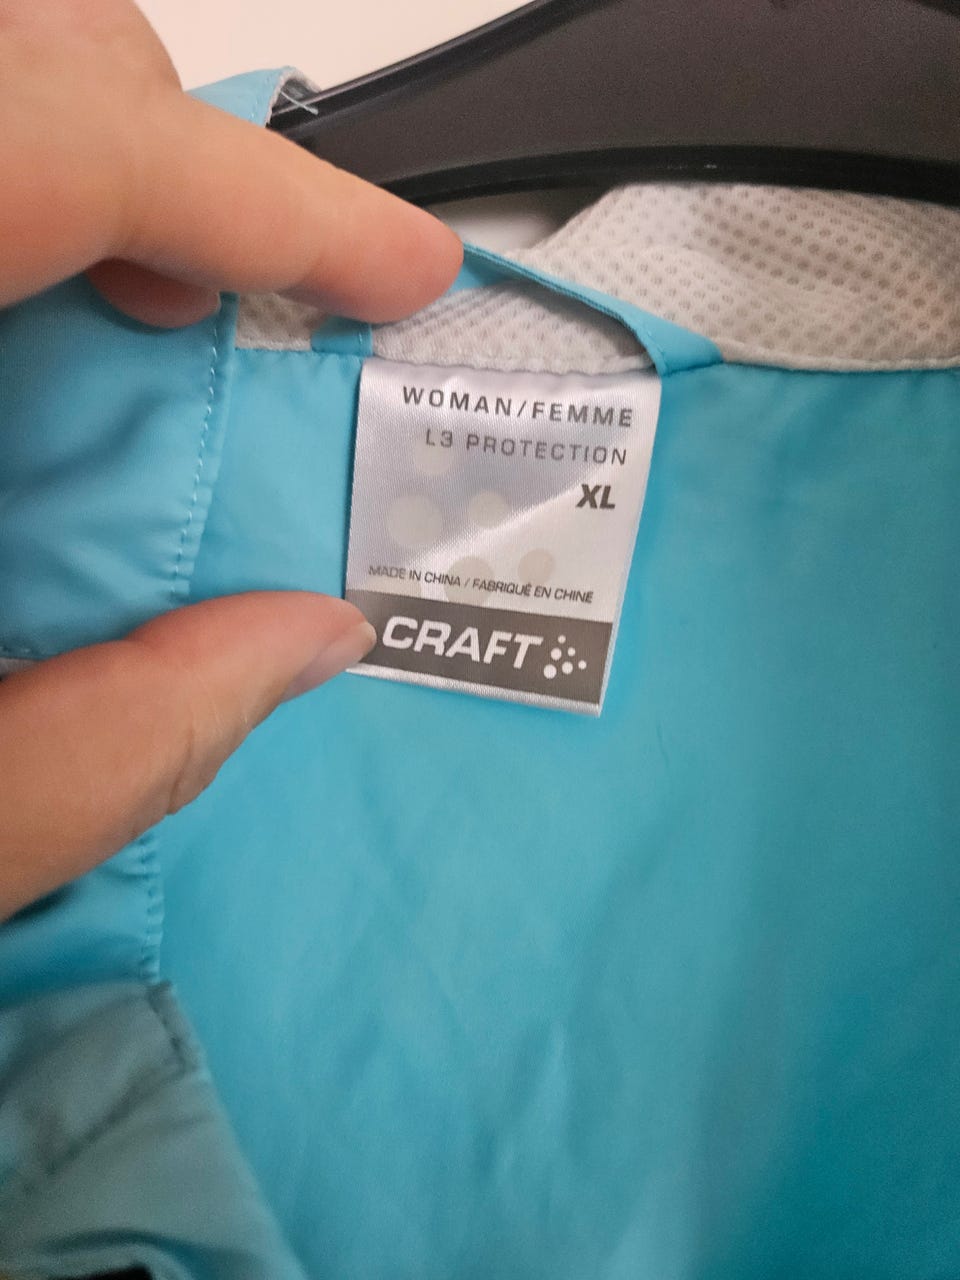 WOMAN/FEMME
L3 PROTECTION
XL
MADE IN CHINA / FABRIQUÉ EN CHINE
CRAFT